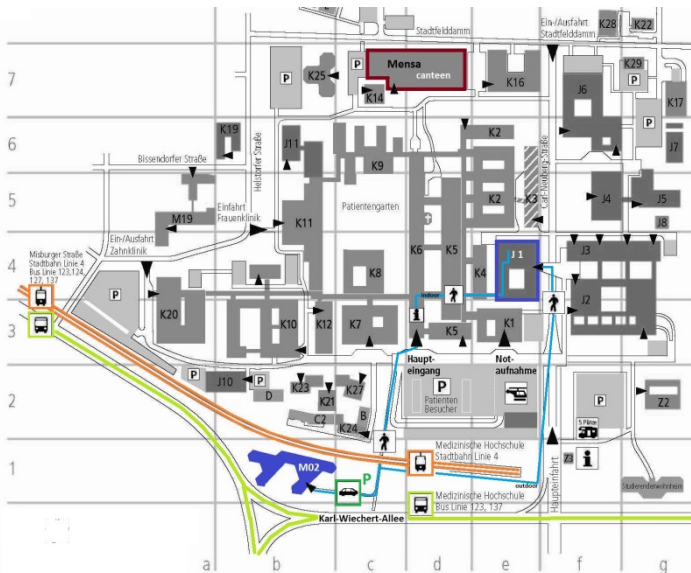 Stadtfelddamm
Ein-/Ausfahrt
Stadtfelddamm
K28
K22
7
P
K25
P
Mensa
canteen
K14
K16
J6
K29
P
P
K17
6
K19
Helstorfer Straße
J11
K9
K2
Carl-Neuberg-Straße
J7
Bissendorfer Straße
5
M19
Einfahrt
Frauenklinik
K11
Patientengarten
K6
K5
K2
K3
J4
J5
J8
Ein-/Ausfahrt
Zahnklinik
4
Misburger Straße
Stadtbahn Linie 4
Bus Linie 123,124,
127, 137
P
K8
K4
J 1
J3
indoor
J2
3
K20
K10
K12
K7
i
K5
K1
Haupt-
eingang
Not-
aufnahme
2
P
J10
P
D
K23
K21
K27
C2
K24
B
P
Patienten
Besucher
P
5 Plätze
Z2
1
M02
P
Medizinische Hochschule
Stadtbahn Linie 4
Z3
i
Haupteinfahrt
outdoor
Studierendenwohnheim
Medizinische Hochschule
Bus Linie 123, 137
Karl-Wiechert-Allee
a
b
c
d
e
f
g